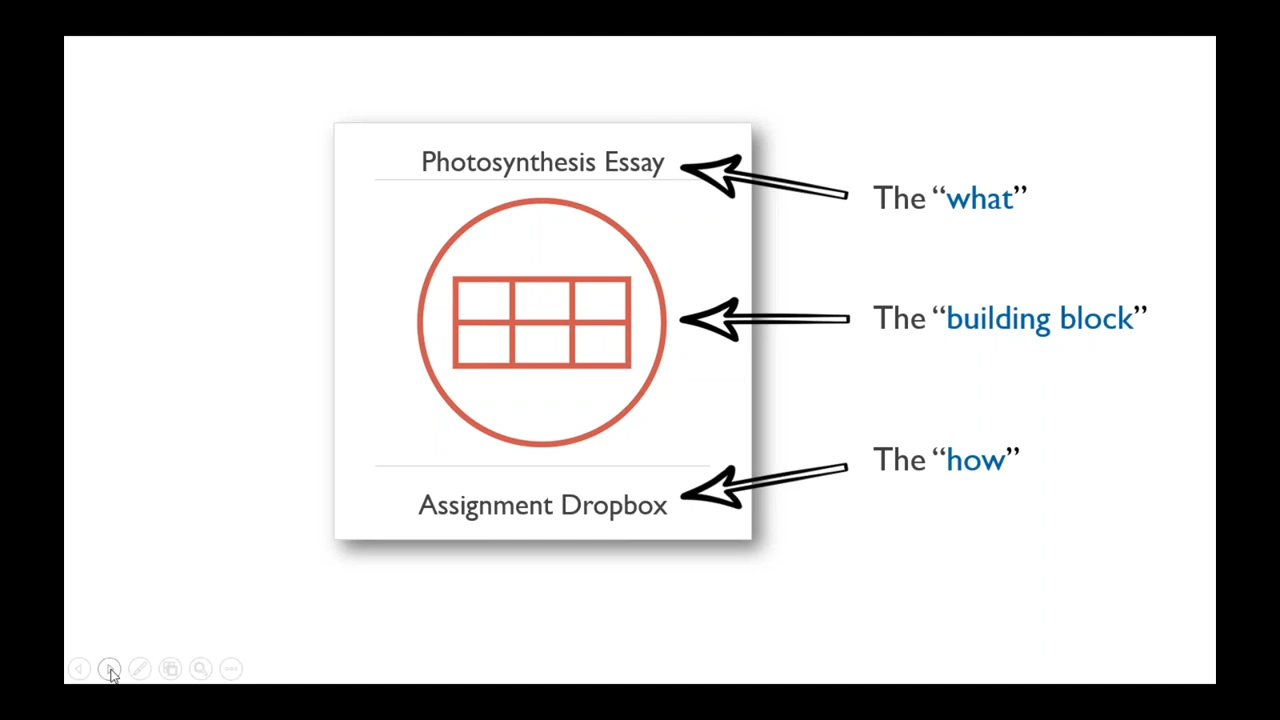 Photosynthesis Essay
The “what”
The “building block”
The “how”
Assignment Dropbox